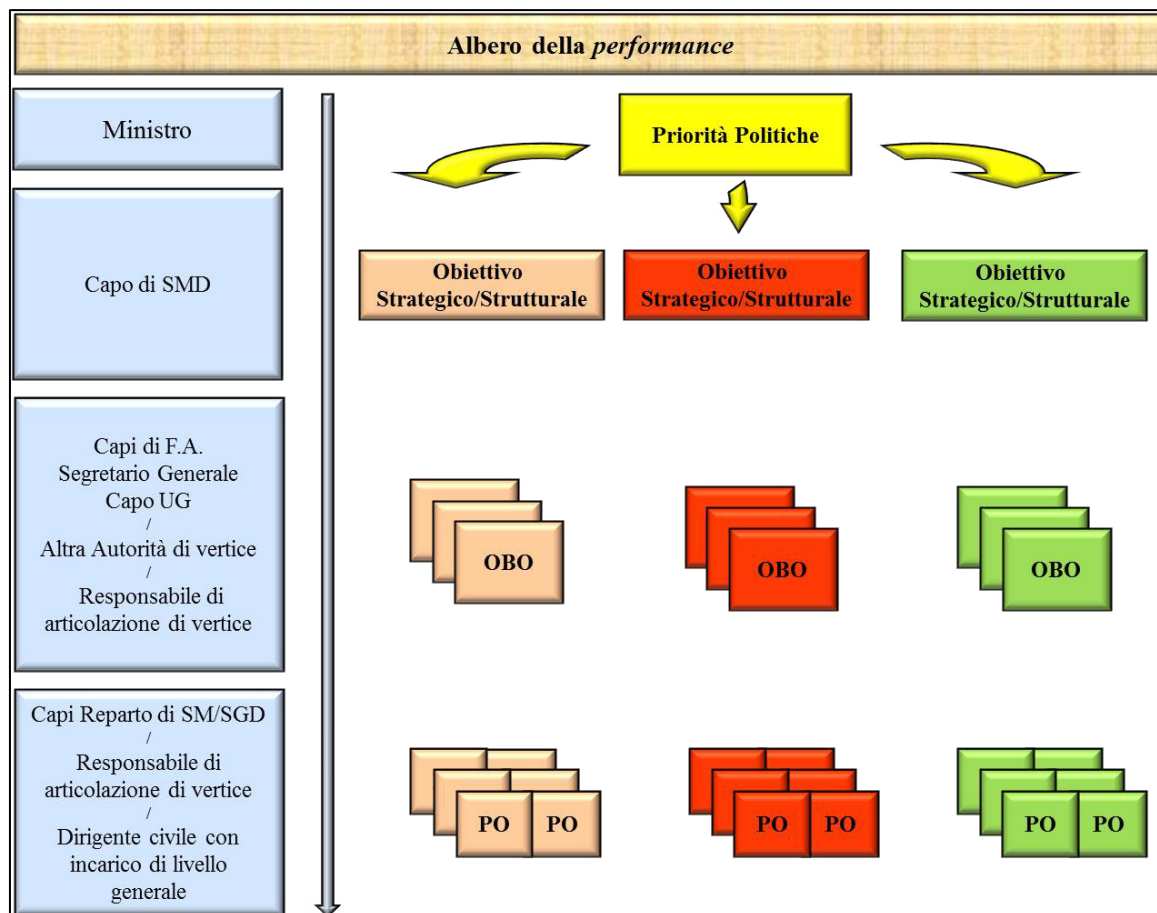 Albero della performance
Ministro
Priorità Politiche
Capo di SMD
Obiettivo
Strategico/Strutturale
Obiettivo
Strategico/Strutturale
Obiettivo
Strategico/Strutturale
Capi di F.A.
Segretario Generale
Capo UG
/
Altra Autorità di vertice
/
Responsabile di
articolazione di vertice
OBO
OBO
OBO
Capi Reparto di SM/SGD
/
Responsabile di
articolazione di vertice
/
Dirigente civile con
incarico di livello
generale
PO PO
PO PO
PO PO